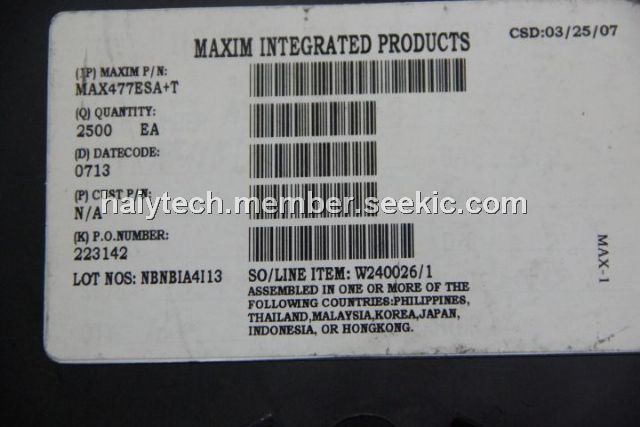 MAXIM INTEGRATED PRODUCTS
CSD:03/25/07
(1P) MAXIM P/N:
MAX477ESA+T
(Q) QUANTITY:
2500 EA
(D) DATECODE:
0713
(P) CUST P/N:
N/A
halytech.member.seekic.com
(K) P.O.NUMBER:
223142
LOT NOS: NBNBIA4I13
SO/LINE ITEM: W240026/1
ASSEMBLED IN ONE OR MORE OF THE
FOLLOWING COUNTRIES:PHILIPPINES,
THAILAND,MALAYSIA,KOREA,JAPAN,
INDONESIA, OR HONGKONG.
MAX-1